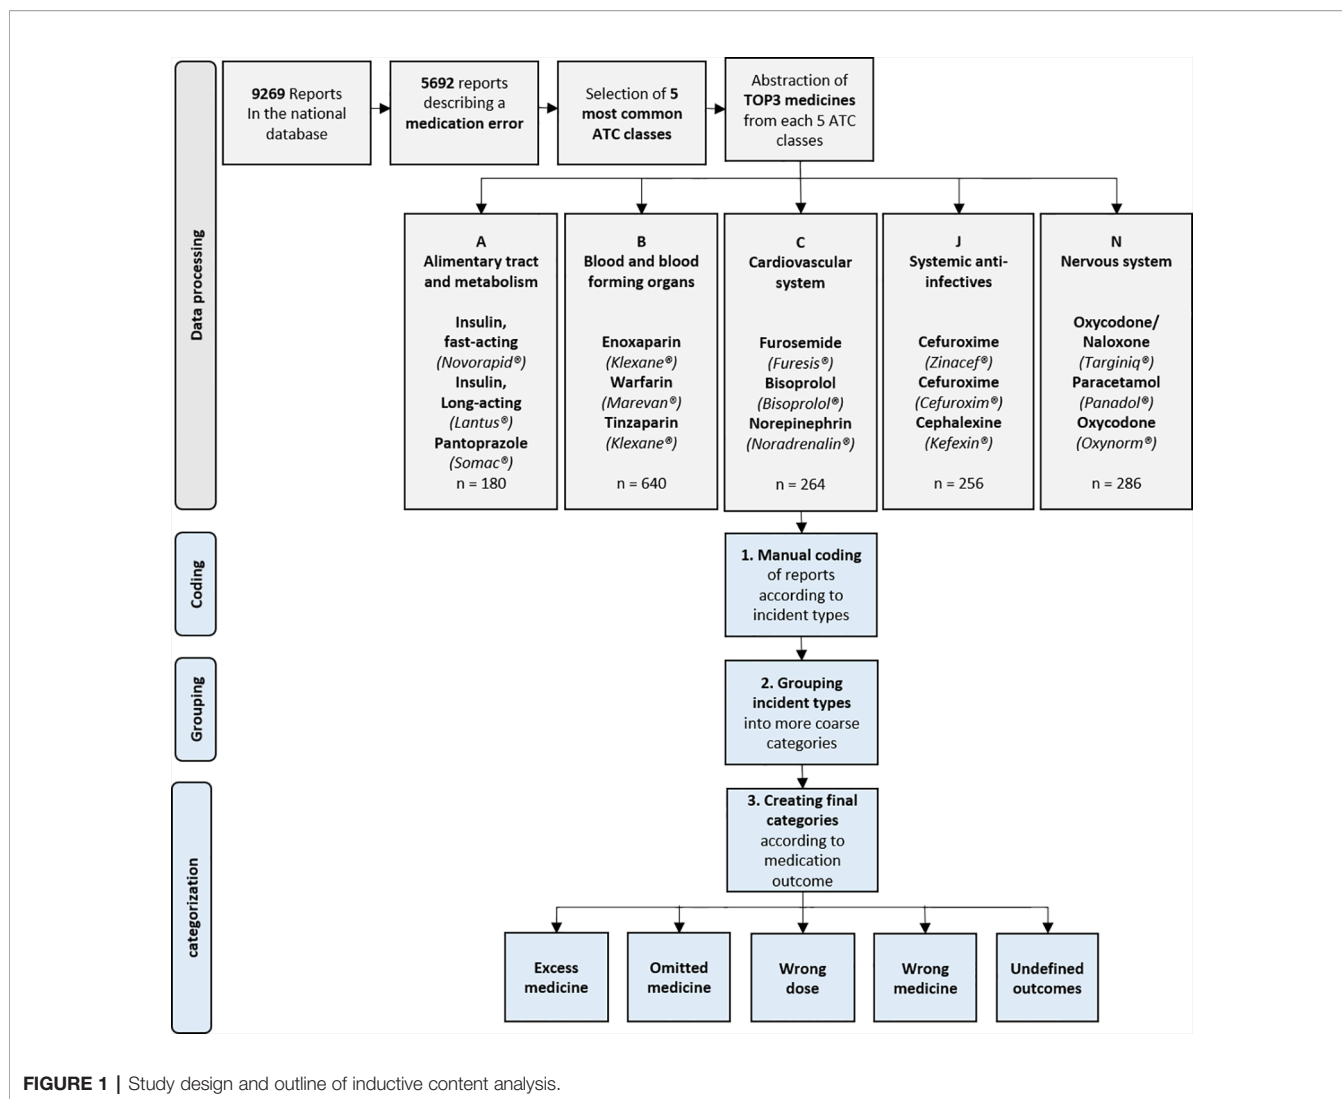 Data processing
9269 Reports
In the national
database
5692 reports
describing a
medication error
Selection of 5
most common
ATC classes
Abstraction of
TOP3 medicines
from each 5 ATC
classes
A
Alimentary tract
and metabolism
Insulin,
fast-acting
(Novorapid®)
Insulin,
Long-acting
(Lantus®)
Pantoprazole
(Somac®)
n = 180
B
Blood and blood
forming organs
Enoxaparin
(Klexane®)
Warfarin
(Marevan®)
Tinzaparin
(Klexane®)
n = 640
C
Cardiovascular
system
Furosemide
(Furesis®)
Bisoprolol
(Bisoprolol®)
Norepinephrin
(Noradrenalin®)
n = 264
J
Systemic anti-
infectives
Cefuroxime
(Zinacef®)
Cefuroxime
(Cefuroxim®)
Cephalexine
(Kefexin®)
n = 256
N
Nervous system
Oxycodone/
Naloxone
(Targiniq®)
Paracetamol
(Panadol®)
Oxycodone
(Oxynorm®)
n = 286
Coding
1. Manual coding
of reports
according to
incident types
Grouping
2. Grouping
incident types
into more coarse
categories
categorization
3. Creating final
categories
according to
medication
outcome
Excess
medicine
Omitted
medicine
Wrong
dose
Wrong
medicine
Undefined
outcomes
FIGURE 1 | Study design and outline of inductive content analysis.